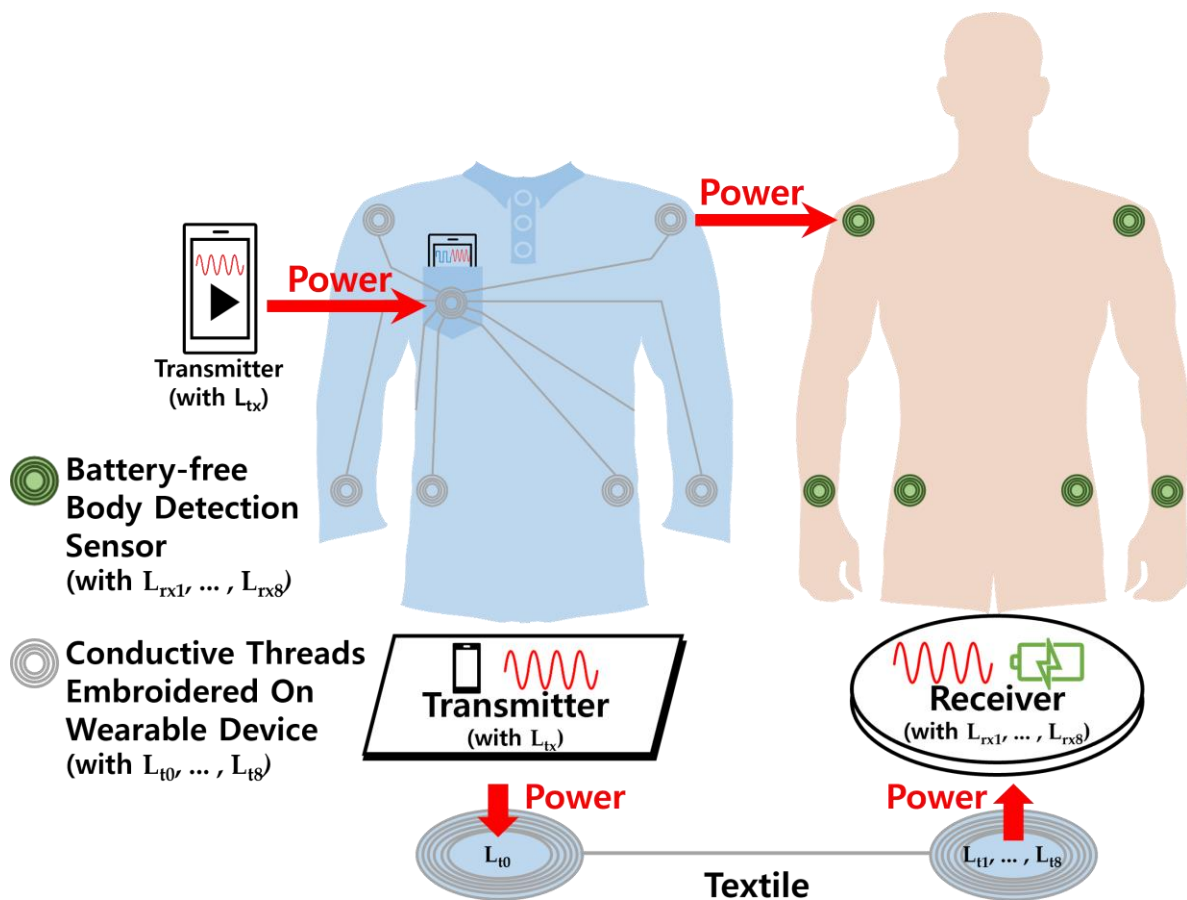 Power
Power
Transmitter
(with Ltx)
Battery-free
Body Detection
Sensor
(with Lrx1, ... , Lrx8)
Conductive Threads
Embroidered On
Wearable Device
(with Lt0, ... , Lt8)
Transmitter
(with Ltx)
Receiver
(with Lrx1, ... , Lrx8)
Power
Power
Lt0
Lt1, ... , Lt8
Textile